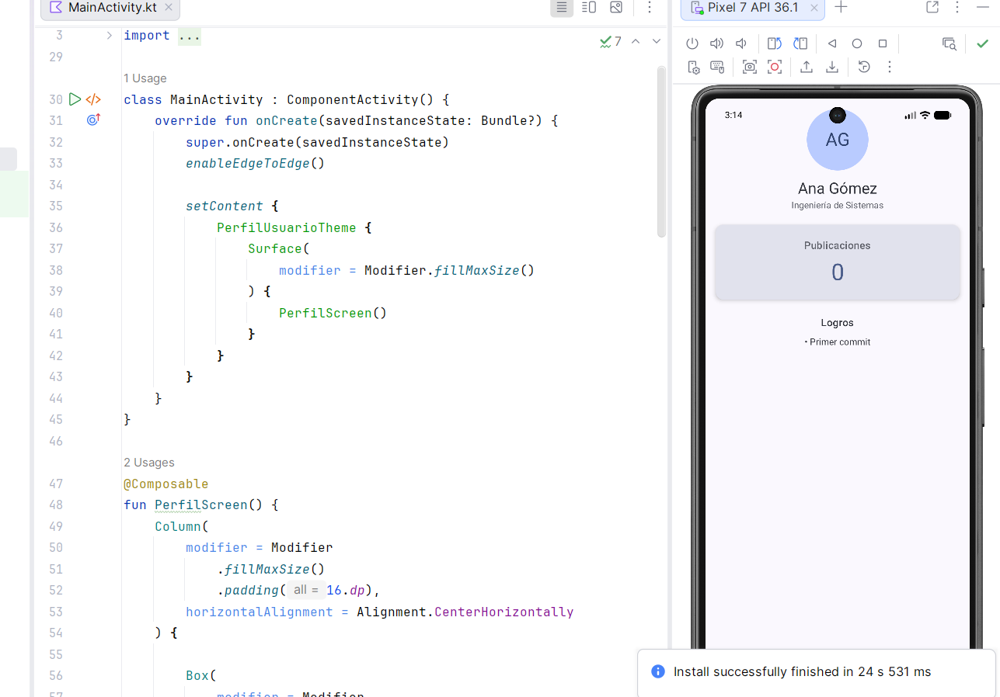 MainActivity.kt
Pixel 7 API 36.1
3 import ...
7
29
1 Usage
30 class MainActivity : ComponentActivity() {
31 override fun onCreate(savedInstanceState: Bundle?) {
32 super.onCreate(savedInstanceState)
33 enableEdgeToEdge()
34
35 setContent {
36 PerfilUsuarioTheme {
37 Surface(
38 modifier = Modifier.fillMaxSize()
39 ) {
40 PerfilScreen()
41 }
42 }
43 }
44 }
45 }
46
2 Usages
47 @Composable
48 fun PerfilScreen() {
49 Column(
50 modifier = Modifier
51 .fillMaxSize()
52 .padding( all = 16.dp),
53 horizontalAlignment = Alignment.CenterHorizontally
54 ) {
55
56 Box(
57 modifier = Modifier
3:14
AG
Ana Gómez
Ingeniería de Sistemas
Publicaciones
0
Logros
• Primer commit
Install successfully finished in 24 s 531 ms